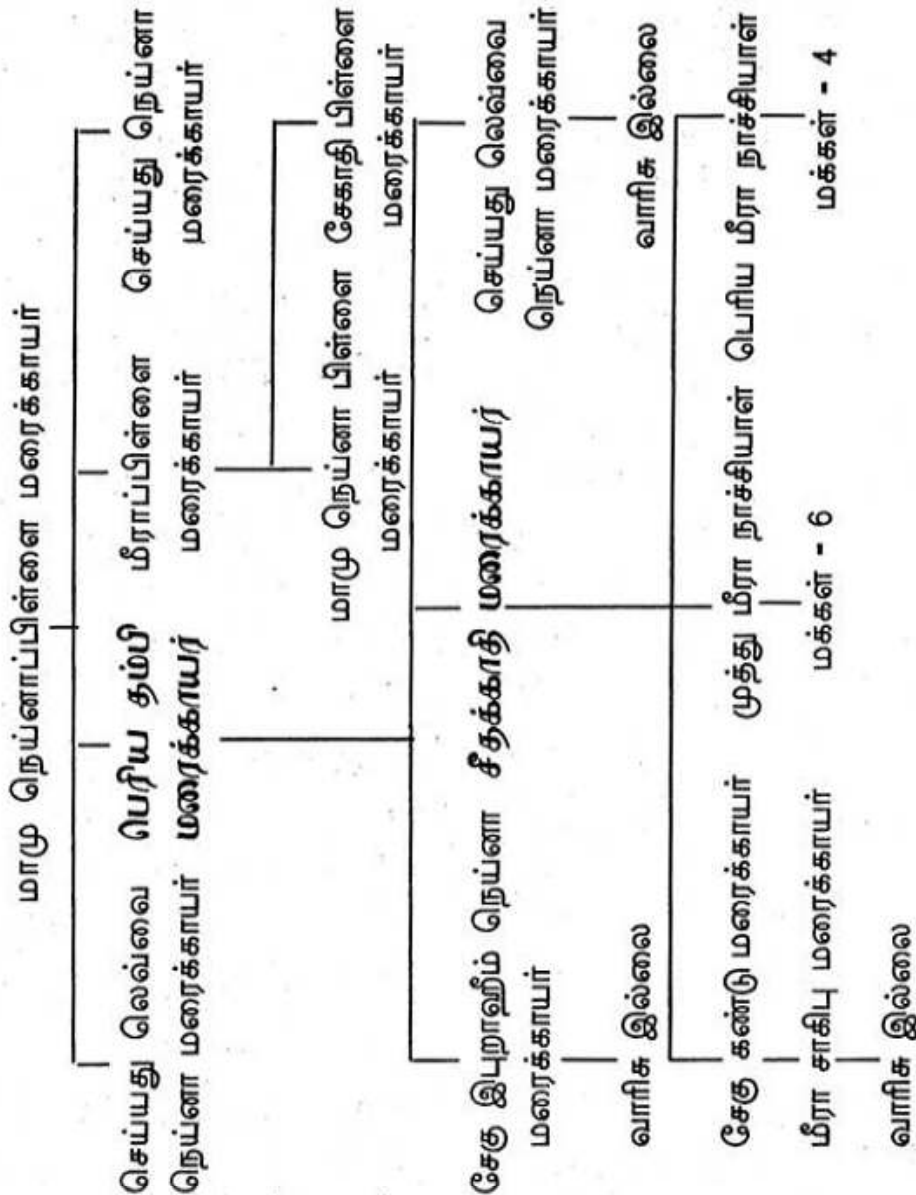 மாமு நெய்னாப்பிள்ளை மரைக்காயர்
செய்யது லெவ்வை பெரிய தம்பி மீராப்பிள்ளை செய்யது நெய்னா
நெய்னா மரைக்காயர் மரைக்காயர் மரைக்காயர் மரைக்காயர்
மாமு நெய்னா பிள்ளை சேகாதி பிள்ளை
மரைக்காயர் மரைக்காயர்
சேகு இபுறாஹீம் நெய்னா சீதக்காதி மரைக்காயர் செய்யது லெவ்வை
மரைக்காயர் நெய்னா மரைக்காயர்
வாரிசு இல்லை வாரிசு இல்லை
சேகு கண்டு மரைக்காயர் முத்து மீரா நாச்சியாள் பெரிய மீரா நாச்சியாள்
மீரா சாகிபு மரைக்காயர் மக்கள் - 6 மக்கள் - 4
வாரிசு இல்லை